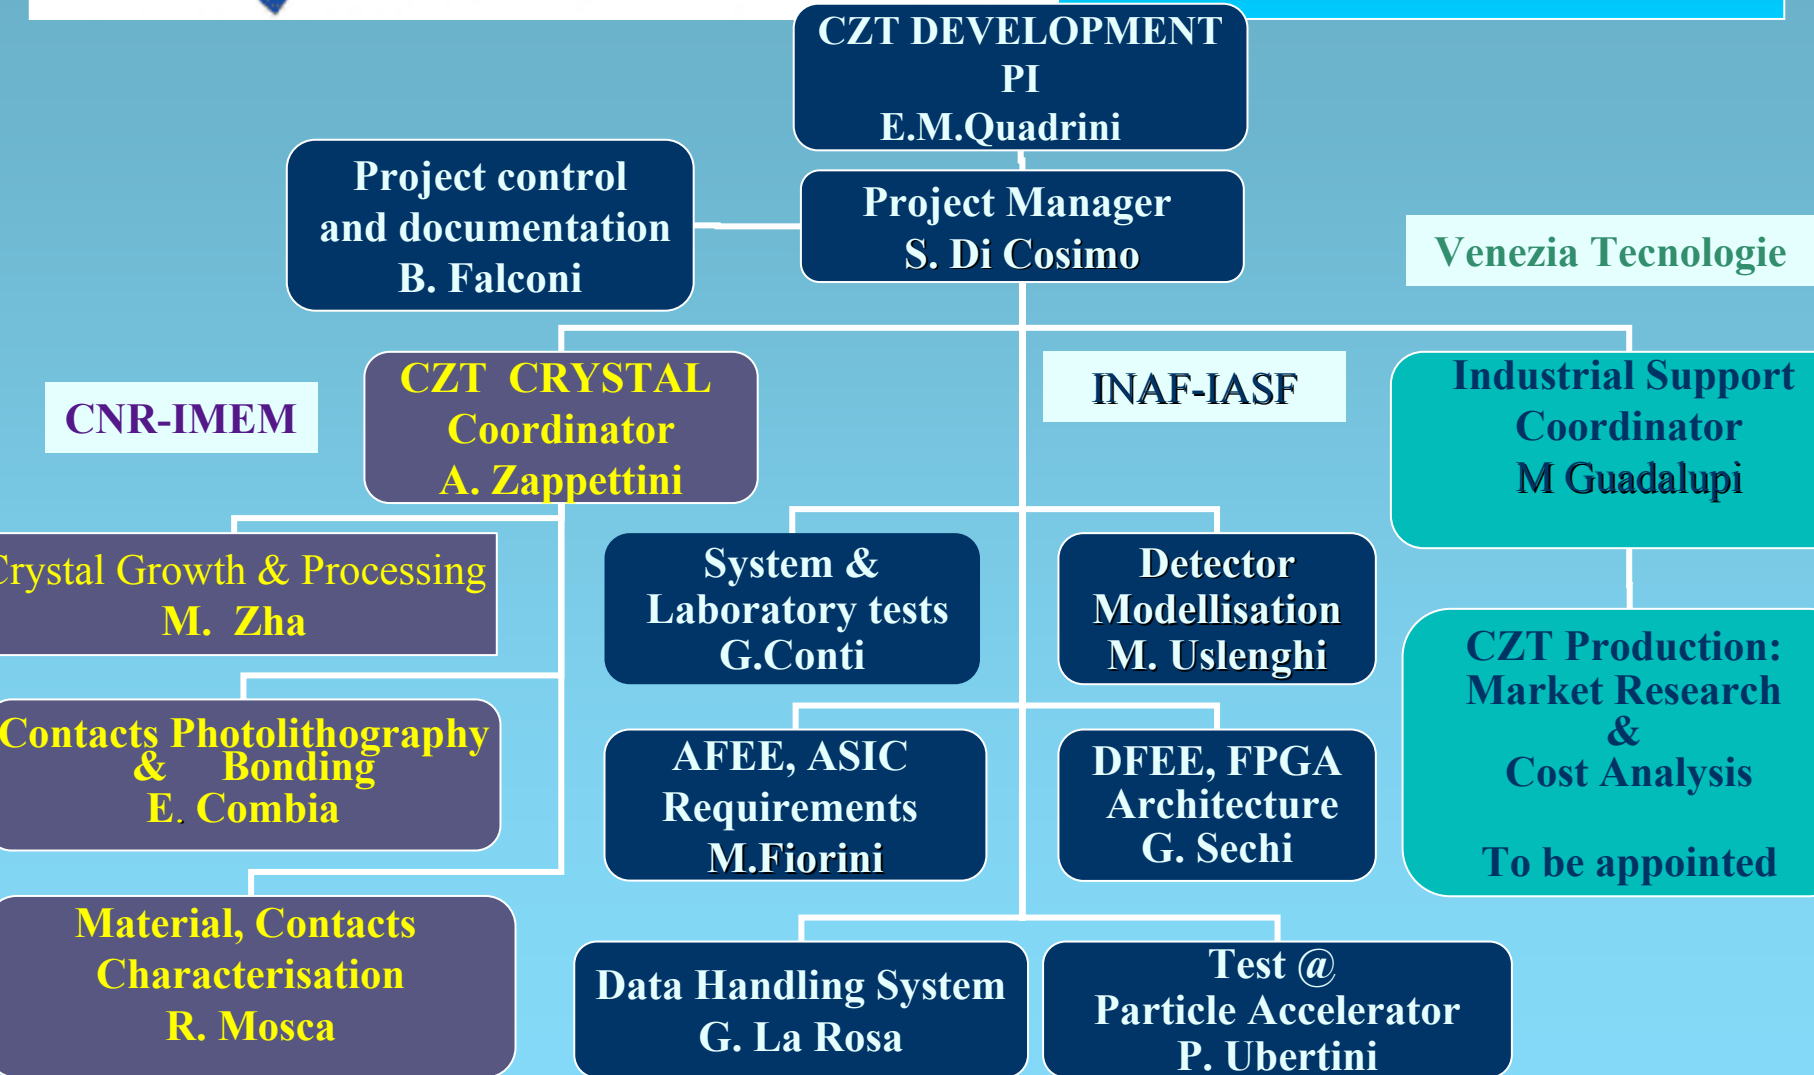 CZT DEVELOPMENT
PI
E.M.Quadrini
Project control
and documentation
B. Falconi
Project Manager
S. Di Cosimo
Venezia Tecnologie
CNR-IMEM
CZT CRYSTAL
Coordinator
A. Zappettini
INAF-IASF
Industrial Support
Coordinator
M Guadalupi
Crystal Growth & Processing
M. Zha
System &
Laboratory tests
G.Conti
Detector
Modellisation
M. Uslenghi
CZT Production:
Market Research
&
Cost Analysis
To be appointed
Contacts Photolithography
& Bonding
E. Combia
AFEE, ASIC
Requirements
M.Fiorini
DFEE, FPGA
Architecture
G. Sechi
Material, Contacts
Characterisation
R. Mosca
Data Handling System
G. La Rosa
Test @
Particle Accelerator
P. Ubertini